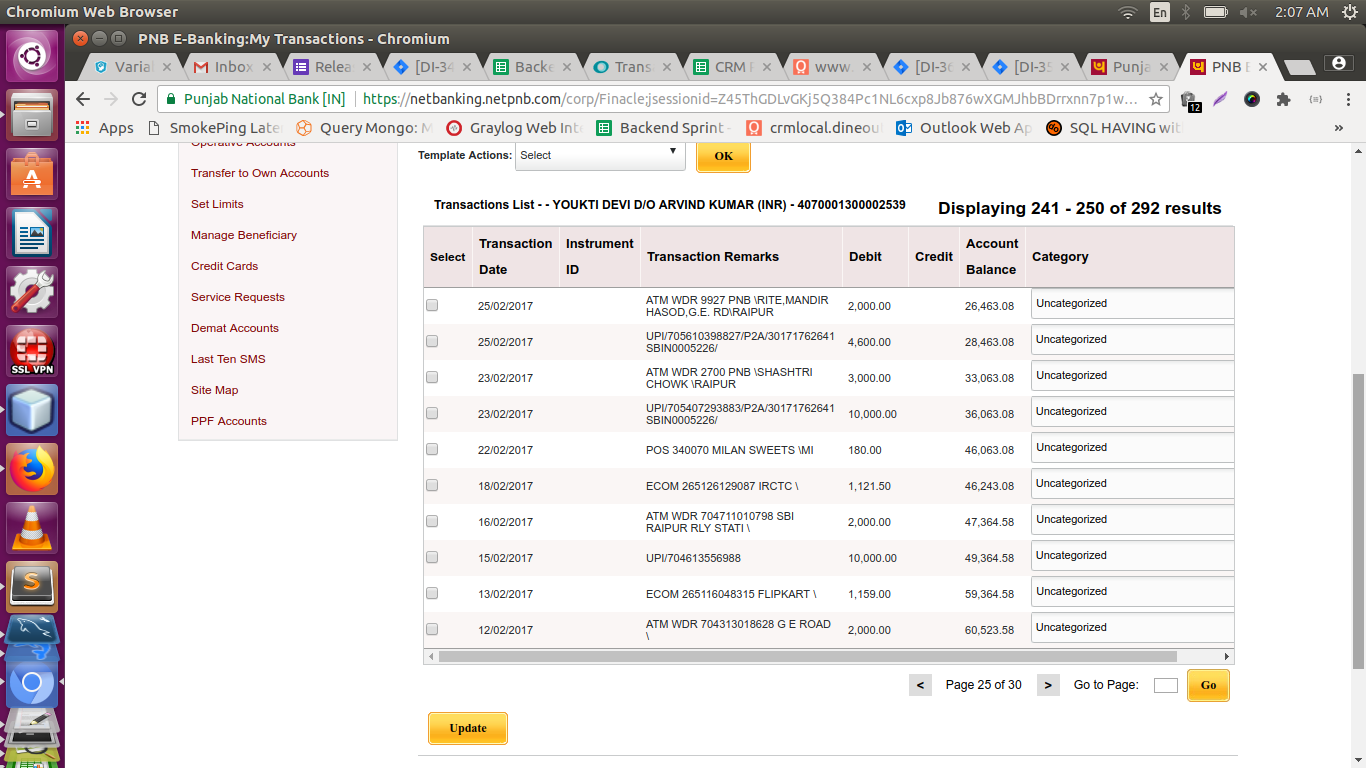 Chromium Web Browser
En
2:07 AM
PNB E-Banking:My Transactions - Chromium
Varia
Inbox
Relea
[DI-34
Backe
Trans
CRM
www.
[DI-36
[DI-35
Punja
PNB E
Punjab National Bank [IN]
https://netbanking.netpnb.com/corp/Finacle;jsessionid=Z45ThGDLvGKj5Q384Pc1NL6cxp8Jb876wXGMJhbBDrrxnn7p1w...
12
Apps
SmokePing Late
Query Mongo: M
Graylog Web Inte
Backend Sprint -
crmlocal.dineou
Outlook Web Ap
SQL HAVING wit
»
SSL VPN
Operative Accounts
Transfer to Own Accounts
Set Limits
Manage Beneficiary
Credit Cards
Service Requests
Demat Accounts
Last Ten SMS
Site Map
PPF Accounts
Template Actions: Select OK
Transactions List - - YOUKTI DEVI D/O ARVIND KUMAR (INR) - 4070001300002539
Displaying 241 - 250 of 292 results
Select Transaction Date Instrument ID Transaction Remarks Debit Credit Account Balance Category
25/02/2017 ATM WDR 9927 PNB \RITE,MANDIR HASOD,G.E. RD\RAIPUR 2,000.00 26,463.08 Uncategorized
25/02/2017 UPI/705610398827/P2A/30171762641 SBIN0005226/ 4,600.00 28,463.08 Uncategorized
23/02/2017 ATM WDR 2700 PNB \SHASHTRI CHOWK \RAIPUR 3,000.00 33,063.08 Uncategorized
23/02/2017 UPI/705407293883/P2A/30171762641 SBIN0005226/ 10,000.00 36,063.08 Uncategorized
22/02/2017 POS 340070 MILAN SWEETS \MI 180.00 46,063.08 Uncategorized
18/02/2017 ECOM 265126129087 IRCTC \ 1,121.50 46,243.08 Uncategorized
16/02/2017 ATM WDR 704711010798 SBI RAIPUR RLY STATI \ 2,000.00 47,364.58 Uncategorized
15/02/2017 UPI/704613556988 10,000.00 49,364.58 Uncategorized
13/02/2017 ECOM 265116048315 FLIPKART \ 1,159.00 59,364.58 Uncategorized
12/02/2017 ATM WDR 704313018628 G E ROAD \ 2,000.00 60,523.58 Uncategorized
< Page 25 of 30 > Go to Page: Go
Update